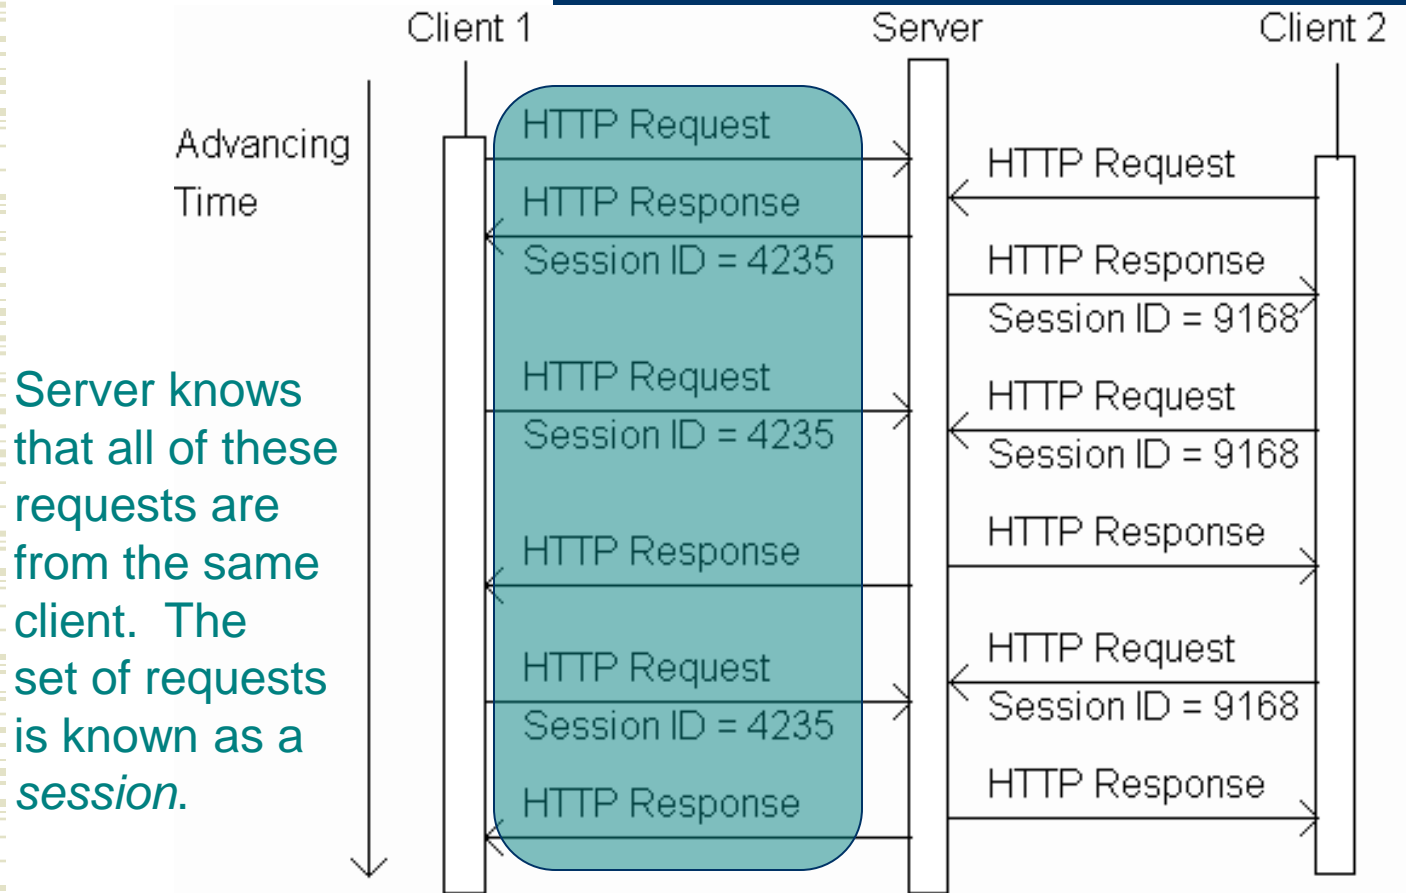 Client 1
Server
Client 2
Advancing
Time
HTTP Request
HTTP Response
Session ID = 4235
HTTP Request
Session ID = 4235
HTTP Response
HTTP Request
Session ID = 4235
HTTP Response
HTTP Request
HTTP Response
Session ID = 9168
HTTP Request
Session ID = 9168
HTTP Response
HTTP Request
Session ID = 9168
HTTP Response
Server knows
that all of these
requests are
from the same
client.  The
set of requests
is known as a
session.